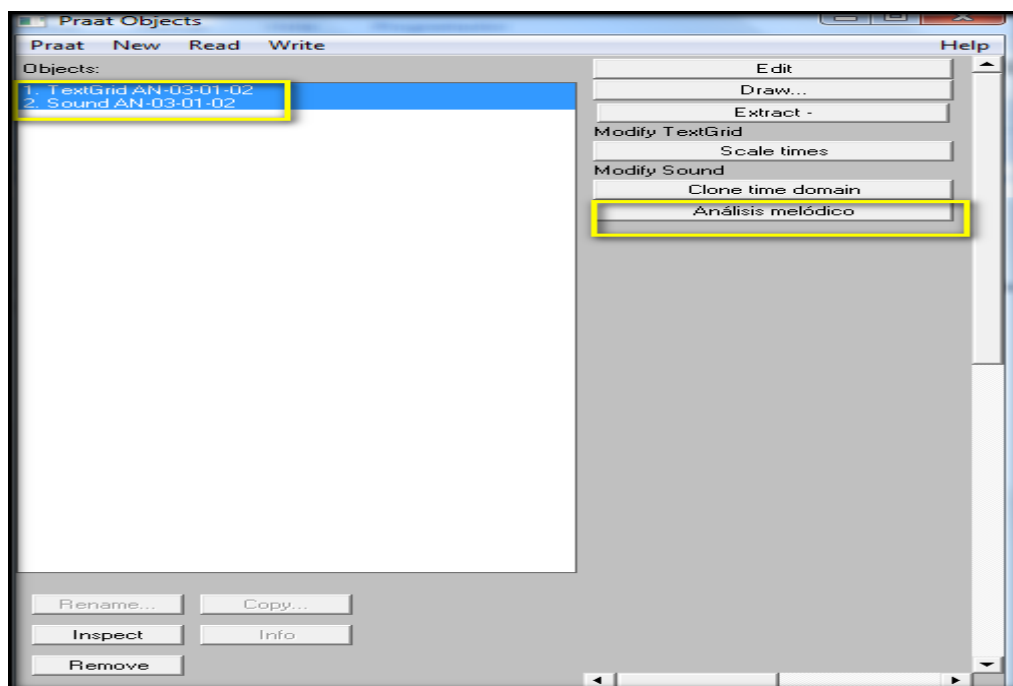 Praat Objects
Praat New Read Write Help
Objects:
1. TextGrid AN-03-01-02
2. Sound AN-03-01-02
Edit
Draw...
Extract -
Modify TextGrid
Scale times
Modify Sound
Clone time domain
Análisis melódico
Rename... Copy...
Inspect Info
Remove